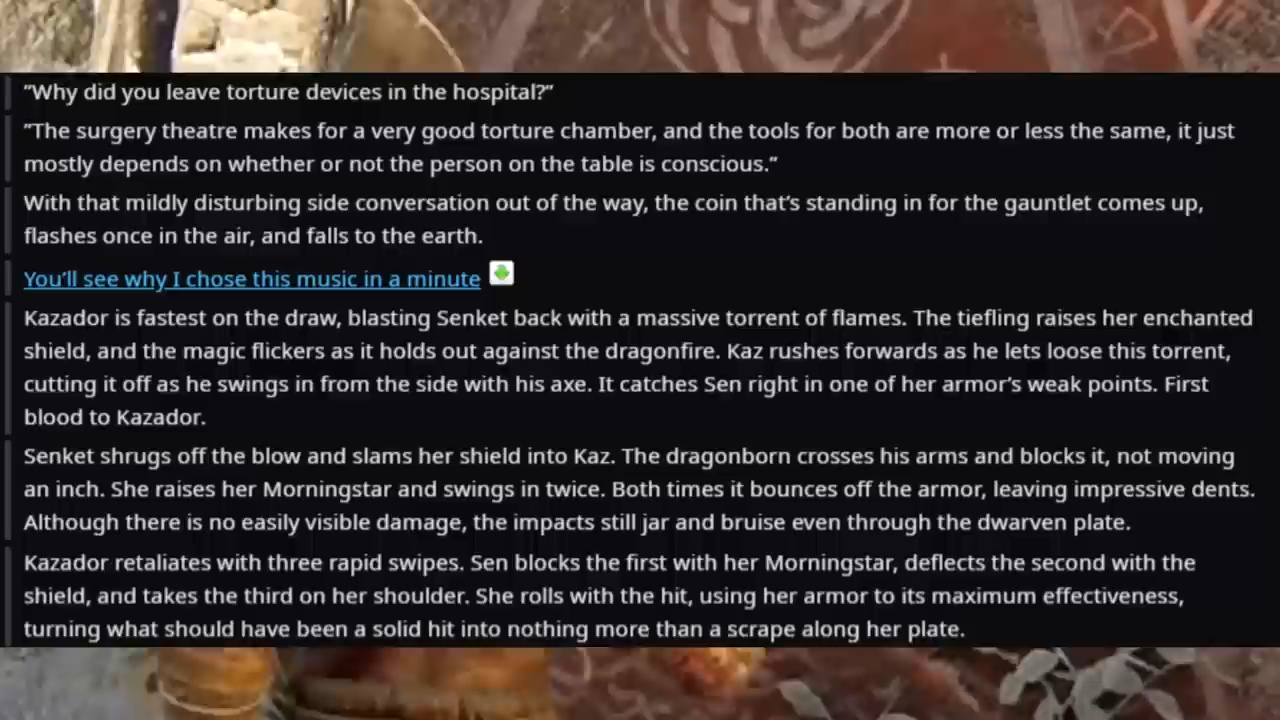 "Why did you leave torture devices in the hospital?"
"The surgery theatre makes for a very good torture chamber, and the tools for both are more or less the same, it just
mostly depends on whether or not the person on the table is conscious."
With that mildly disturbing side conversation out of the way, the coin that's standing in for the gauntlet comes up,
flashes once in the air, and falls to the earth.
You'll see why I chose this music in a minute
Kazador is fastest on the draw, blasting Senket back with a massive torrent of flames. The tiefling raises her enchanted
shield, and the magic flickers as it holds out against the dragonfire. Kaz rushes forwards as he lets loose this torrent,
cutting it off as he swings in from the side with his axe. It catches Sen right in one of her armor's weak points. First
blood to Kazador.
Senket shrugs off the blow and slams her shield into Kaz. The dragonborn crosses his arms and blocks it, not moving
an inch. She raises her Morningstar and swings in twice. Both times it bounces off the armor, leaving impressive dents.
Although there is no easily visible damage, the impacts still jar and bruise even through the dwarven plate.
Kazador retaliates with three rapid swipes. Sen blocks the first with her Morningstar, deflects the second with the
shield, and takes the third on her shoulder. She rolls with the hit, using her armor to its maximum effectiveness,
turning what should have been a solid hit into nothing more than a scrape along her plate.